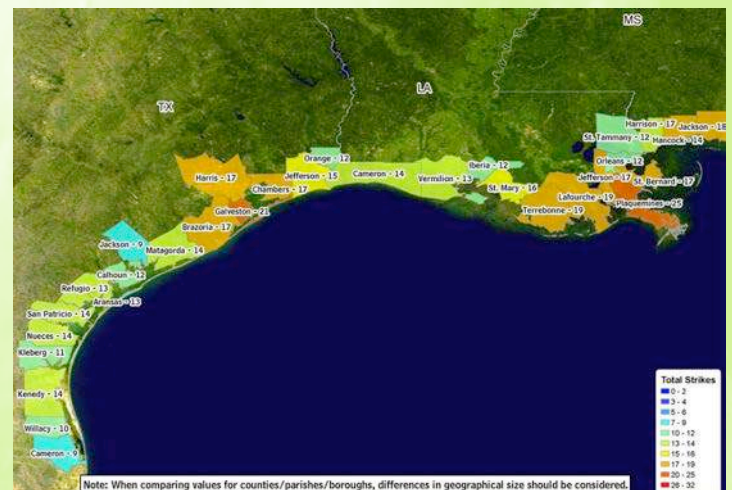 MS
TX
LA
Harrison - 17
Jackson - 18
St. Tammany - 12
Hancock - 14
Orange - 12
Iberia - 12
Orleans - 12
Harris - 17
Jefferson - 15
Cameron - 14
Vermilion - 13
Jefferson - 17
St. Bernard - 17
Chambers - 17
St. Mary - 16
Lafourche - 19
Plaquemines - 25
Galveston - 21
Terrebonne - 19
Brazoria - 17
Jackson - 9
Matagorda - 14
Calhoun - 12
Refugio - 13
Aransas - 13
San Patricio - 14
Nueces - 14
Kleberg - 11
Kenedy - 14
Willacy - 10
Cameron - 9
Total Strikes
0 - 2
3 - 4
5 - 6
7 - 9
10 - 12
13 - 14
15 - 16
17 - 19
20 - 25
26 - 32
Note: When comparing values for counties/parishes/boroughs, differences in geographical size should be considered.